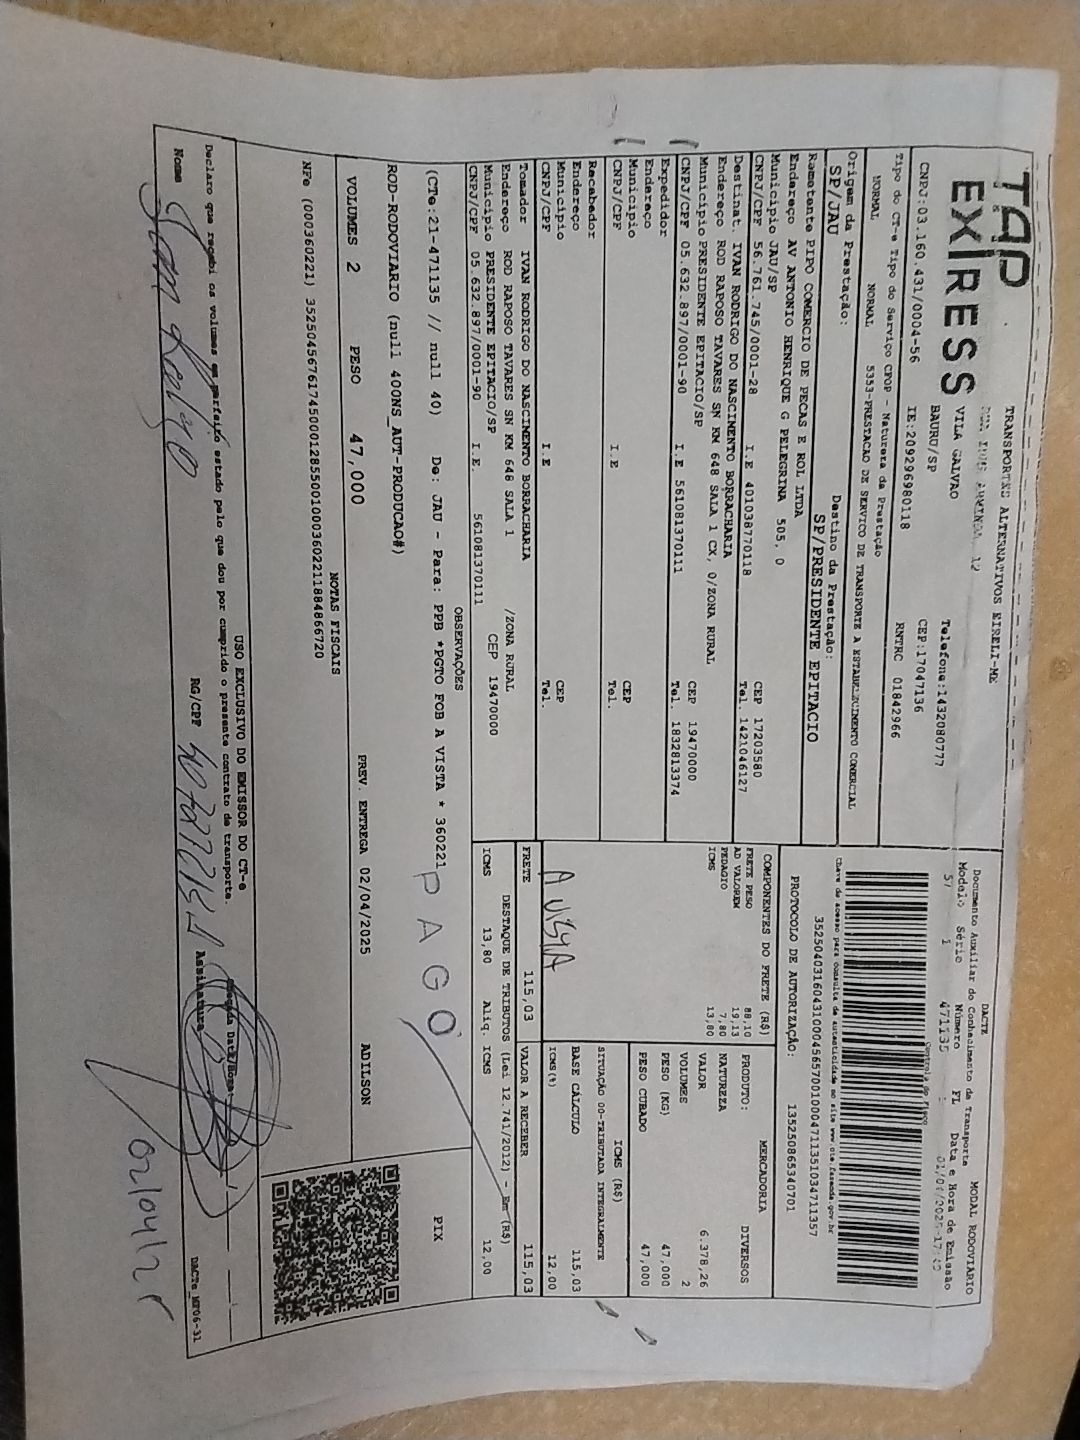 TAP
EXPRESS
TRANSPORTES ALTERNATIVOS EIRELI-ME
12
VILA GALVAO
BAURU/SP
Telefone:1432080777
CEP:17047136
CNPJ:03.160.431/0004-56
IE:209296980118
RNTRC 01842966
Tipo do CT-e Tipo do Serviço CFOP - Natureza da Prestação
NORMAL NORMAL 5353-PRESTACAO DE SERVICO DE TRANSPORTE A ESTABELECIMENTO COMERCIAL
Origem da Prestação: Destino da Prestação:
SP/JAU SP/PRESIDENTE EPITACIO
DACTE MODAL RODOVIÁRIO
Documento Auxiliar do Conhecimento de Transporte
Modelo Série Número FL Data e Hora de Emissão
57 1 471135
Controle do Fisco
Chave de acesso para consulta de autenticidade no site www.cte.fazenda.gov.br
35250403160431000456570010004711351034711357
PROTOCOLO DE AUTORIZAÇÃO: 135250865340701
Remetente PIPO COMERCIO DE PECAS E ROL LTDA
Endereço AV ANTONIO HENRIQUE G PELEGRINA 505, 0
Município JAU/SP CEP 17203580
CNPJ/CPF 56.761.745/0001-28 I.E 401038770118 Tel. 1421046127
Destinat. IVAN RODRIGO DO NASCIMENTO BORRACHARIA
Endereço ROD RAPOSO TAVARES SN KM 648 SALA 1 CX, 0/ZONA RURAL
Município PRESIDENTE EPITACIO/SP CEP 19470000
CNPJ/CPF 05.632.897/0001-90 I.E 561081370111 Tel. 1832813374
Expedidor
Endereço
Município CEP
CNPJ/CPF I.E Tel.
Recebedor
Endereço
Município CEP
CNPJ/CPF I.E Tel.
Tomador IVAN RODRIGO DO NASCIMENTO BORRACHARIA
Endereço ROD RAPOSO TAVARES SN KM 648 SALA 1 /ZONA RURAL
Município PRESIDENTE EPITACIO/SP CEP 19470000
CNPJ/CPF 05.632.897/0001-90 I.E 561081370111
COMPONENTES DO FRETE (R$)
FRETE PESO 88,10
AD VALOREM 19,13
PEDAGIO 7,80
ICMS 13,80
A VISTA
MERCADORIA
PRODUTO: DIVERSOS
NATUREZA
VALOR 6.378,26
VOLUMES 2
PESO (KG) 47,000
PESO CUBADO 47,000
ICMS (R$)
SITUAÇÃO 00-TRIBUTADA INTEGRALMENTE
BASE CÁLCULO 115,03
ICMS(%) 12,00
FRETE 115,03 VALOR A RECEBER 115,03
DESTAQUE DE TRIBUTOS (Lei 12.741/2012) - Em (R$)
ICMS 13,80 Aliq. ICMS 12,00
OBSERVAÇÕES
(CTe:21-471135 // null 40) De: JAU - Para: PPB *PGTO FOB A VISTA * 360221
PAGO
PIX
ROD-RODOVIARIO (null 400NS_AUT-PRODUCAO#)
VOLUMES 2 PESO 47,000 PREV. ENTREGA 02/04/2025 ADILSON
NOTAS FISCAIS
NFe (000360221) 35250456761745000128550010003602211884866720
USO EXCLUSIVO DO EMISSOR DO CT-e
Declaro que recebi os volumes em perfeito estado pelo que dou por cumprido o presente contrato de transporte.
Chegada Data/Hora:
Nome RG/CPF Assinatura
DACTe_MT06-31